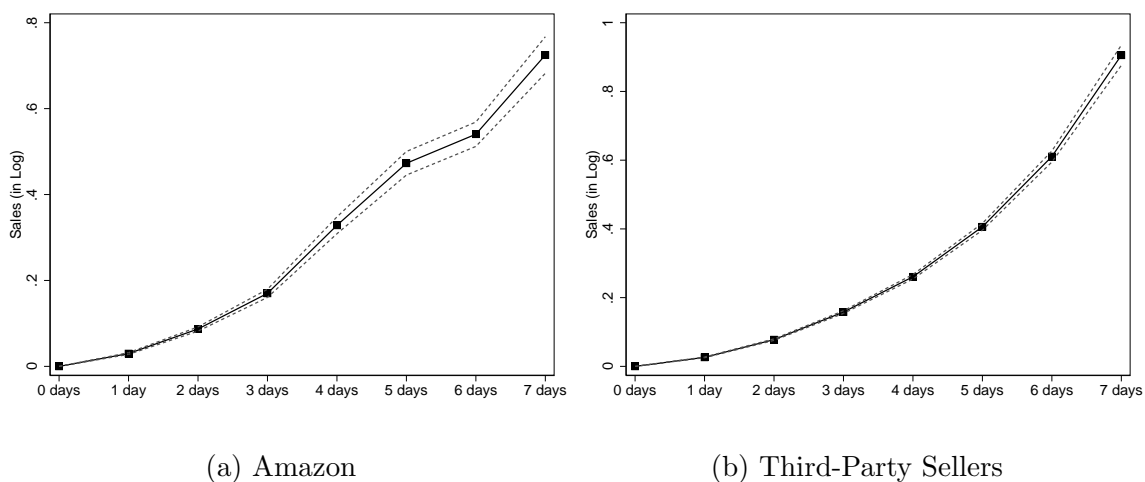 Sales (in Log)
.8
.6
.4
.2
0
0 days 1 day 2 days 3 days 4 days 5 days 6 days 7 days
(a) Amazon
Sales (in Log)
1
.8
.6
.4
.2
0
0 days 1 day 2 days 3 days 4 days 5 days 6 days 7 days
(b) Third-Party Sellers